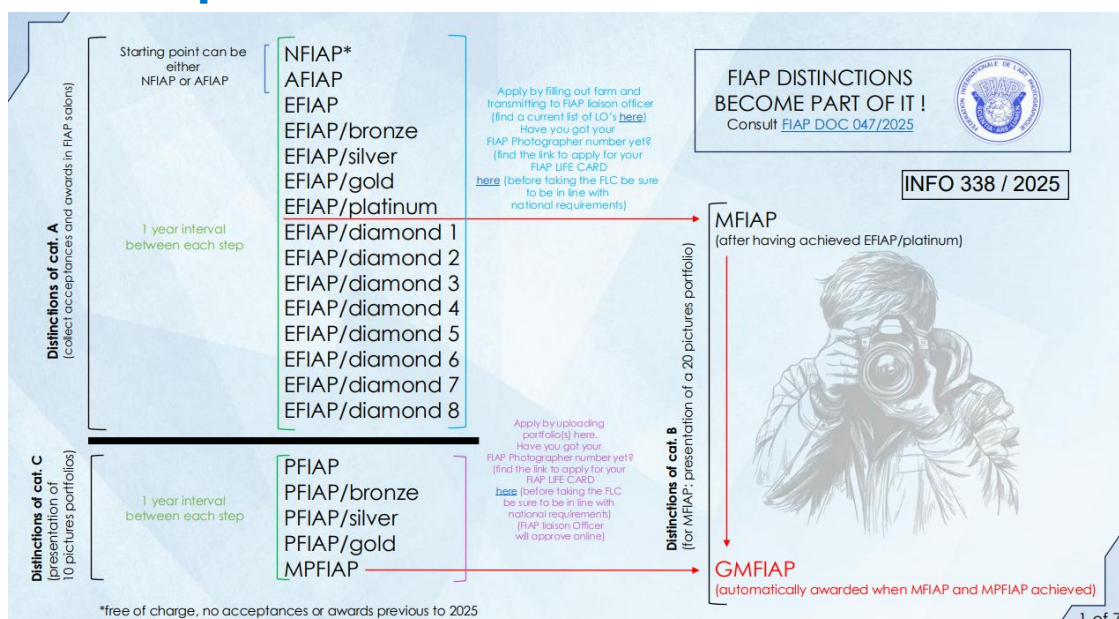 Starting point can be
either
NFIAP or AFIAP
Distinctions of cat. A
(collect acceptances and awards in FIAP salons)
1 year interval
between each step
NFIAP*
AFIAP
EFIAP
EFIAP/bronze
EFIAP/silver
EFIAP/gold
EFIAP/platinum
EFIAP/diamond 1
EFIAP/diamond 2
EFIAP/diamond 3
EFIAP/diamond 4
EFIAP/diamond 5
EFIAP/diamond 6
EFIAP/diamond 7
EFIAP/diamond 8
Apply by filling out form and
transmitting to FIAP liaison officer
(find a current list of LO's here)
Have you got your
FIAP Photographer number yet?
(find the link to apply for your
FIAP LIFE CARD
here (before taking the FLC be sure
to be in line with
national requirements)
FIAP DISTINCTIONS
BECOME PART OF IT !
Consult FIAP DOC 047/2025
FIAP
INFO 338 / 2025
MFIAP
(after having achieved EFIAP/platinum)
Distinctions of cat. B
(for MFIAP: presentation of a 20 pictures portfolio)
GMFIAP
(automatically awarded when MFIAP and MPFIAP achieved)
Distinctions of cat. C
(presentation of
10 pictures portfolios)
1 year interval
between each step
PFIAP
PFIAP/bronze
PFIAP/silver
PFIAP/gold
MPFIAP
Apply by uploading
portfolio(s) here.
Have you got your
FIAP Photographer number yet?
(find the link to apply for your
FIAP LIFE CARD
here (before taking the FLC
be sure to be in line with
national requirements)
(FIAP liaison Officer
will approve online)
*free of charge, no acceptances or awards previous to 2025
1 of 7